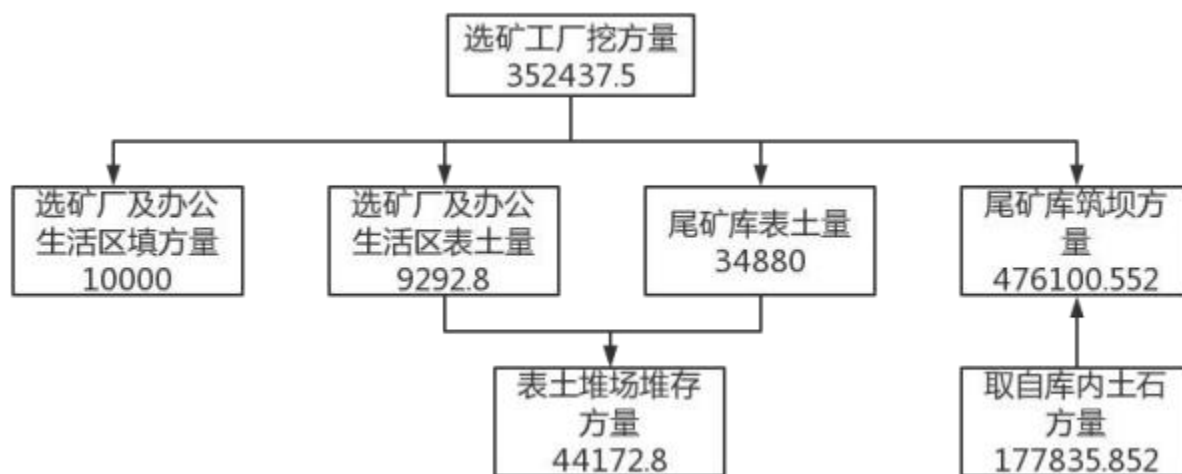 选矿工厂挖方量
352437.5
选矿厂及办公
生活区填方量
10000
选矿厂及办公
生活区表土量
9292.8
尾矿库表土量
34880
尾矿库筑坝方
量
476100.552
表土堆场堆存
方量
44172.8
取自库内土石
方量
177835.852